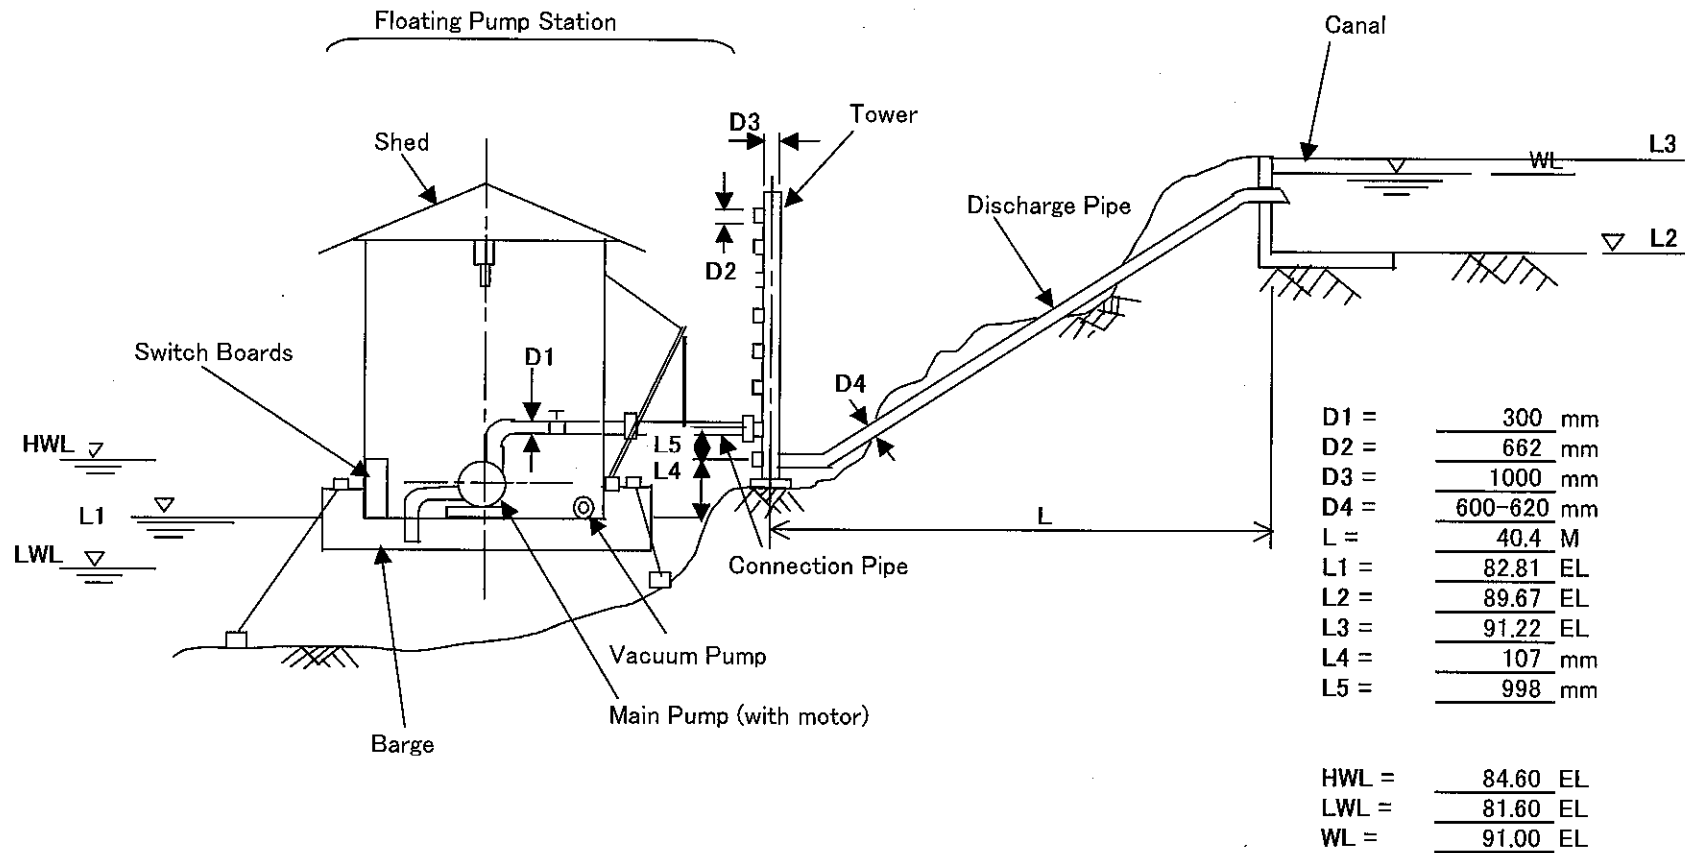 Floating Pump Station
Canal
D3
Tower
Shed
L3
WL
Discharge Pipe
L2
D2
Switch Boards
D1
D4
HWL
L5
L4
L1
L
LWL
Connection Pipe
Vacuum Pump
Main Pump (with motor)
Barge
D1 = 300 mm
D2 = 662 mm
D3 = 1000 mm
D4 = 600-620 mm
L = 40.4 M
L1 = 82.81 EL
L2 = 89.67 EL
L3 = 91.22 EL
L4 = 107 mm
L5 = 998 mm
HWL = 84.60 EL
LWL = 81.60 EL
WL = 91.00 EL